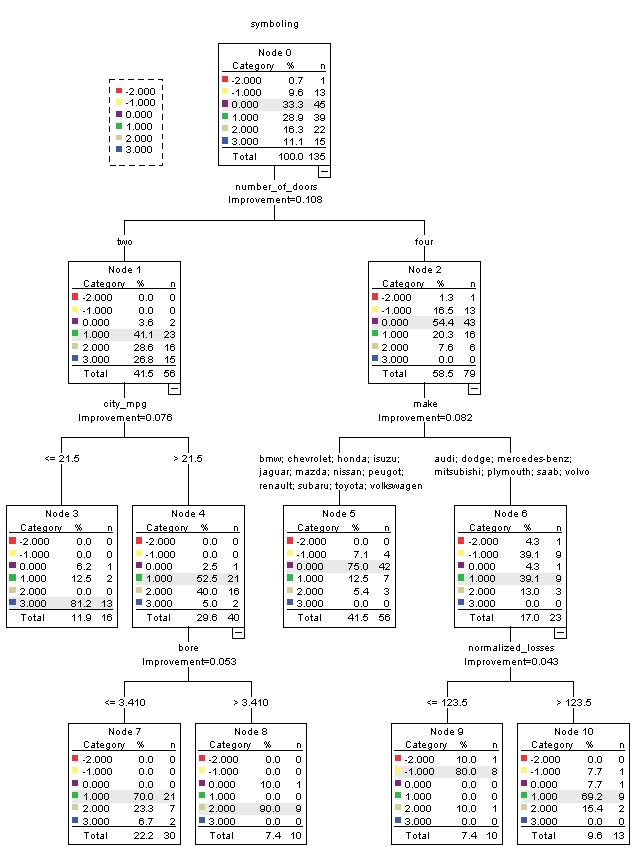 symboling
Node 0
Category % n
-2.000 0.7 1
-1.000 9.6 13
0.000 33.3 45
1.000 28.9 39
2.000 16.3 22
3.000 11.1 15
Total 100.0 135
-2.000
-1.000
0.000
1.000
2.000
3.000
number_of_doors
Improvement=0.108
two
four
Node 1
Category % n
-2.000 0.0 0
-1.000 0.0 0
0.000 3.6 2
1.000 41.1 23
2.000 28.6 16
3.000 26.8 15
Total 41.5 56
Node 2
Category % n
-2.000 1.3 1
-1.000 16.5 13
0.000 54.4 43
1.000 20.3 16
2.000 7.6 6
3.000 0.0 0
Total 58.5 79
city_mpg
Improvement=0.076
make
Improvement=0.082
<= 21.5
> 21.5
bmw; chevrolet; honda; isuzu;
jaguar; mazda; nissan; peugot;
renault; subaru; toyota; volkswagen
audi; dodge; mercedes-benz;
mitsubishi; plymouth; saab; volvo
Node 3
Category % n
-2.000 0.0 0
-1.000 0.0 0
0.000 6.2 1
1.000 12.5 2
2.000 0.0 0
3.000 81.2 13
Total 11.9 16
Node 4
Category % n
-2.000 0.0 0
-1.000 0.0 0
0.000 2.5 1
1.000 52.5 21
2.000 40.0 16
3.000 5.0 2
Total 29.6 40
Node 5
Category % n
-2.000 0.0 0
-1.000 7.1 4
0.000 75.0 42
1.000 12.5 7
2.000 5.4 3
3.000 0.0 0
Total 41.5 56
Node 6
Category % n
-2.000 4.3 1
-1.000 39.1 9
0.000 4.3 1
1.000 39.1 9
2.000 13.0 3
3.000 0.0 0
Total 17.0 23
bore
Improvement=0.053
normalized_losses
Improvement=0.043
<= 3.410
> 3.410
<= 123.5
> 123.5
Node 7
Category % n
-2.000 0.0 0
-1.000 0.0 0
0.000 0.0 0
1.000 70.0 21
2.000 23.3 7
3.000 6.7 2
Total 22.2 30
Node 8
Category % n
-2.000 0.0 0
-1.000 0.0 0
0.000 10.0 1
1.000 0.0 0
2.000 90.0 9
3.000 0.0 0
Total 7.4 10
Node 9
Category % n
-2.000 10.0 1
-1.000 80.0 8
0.000 0.0 0
1.000 0.0 0
2.000 10.0 1
3.000 0.0 0
Total 7.4 10
Node 10
Category % n
-2.000 0.0 0
-1.000 7.7 1
0.000 7.7 1
1.000 69.2 9
2.000 15.4 2
3.000 0.0 0
Total 9.6 13